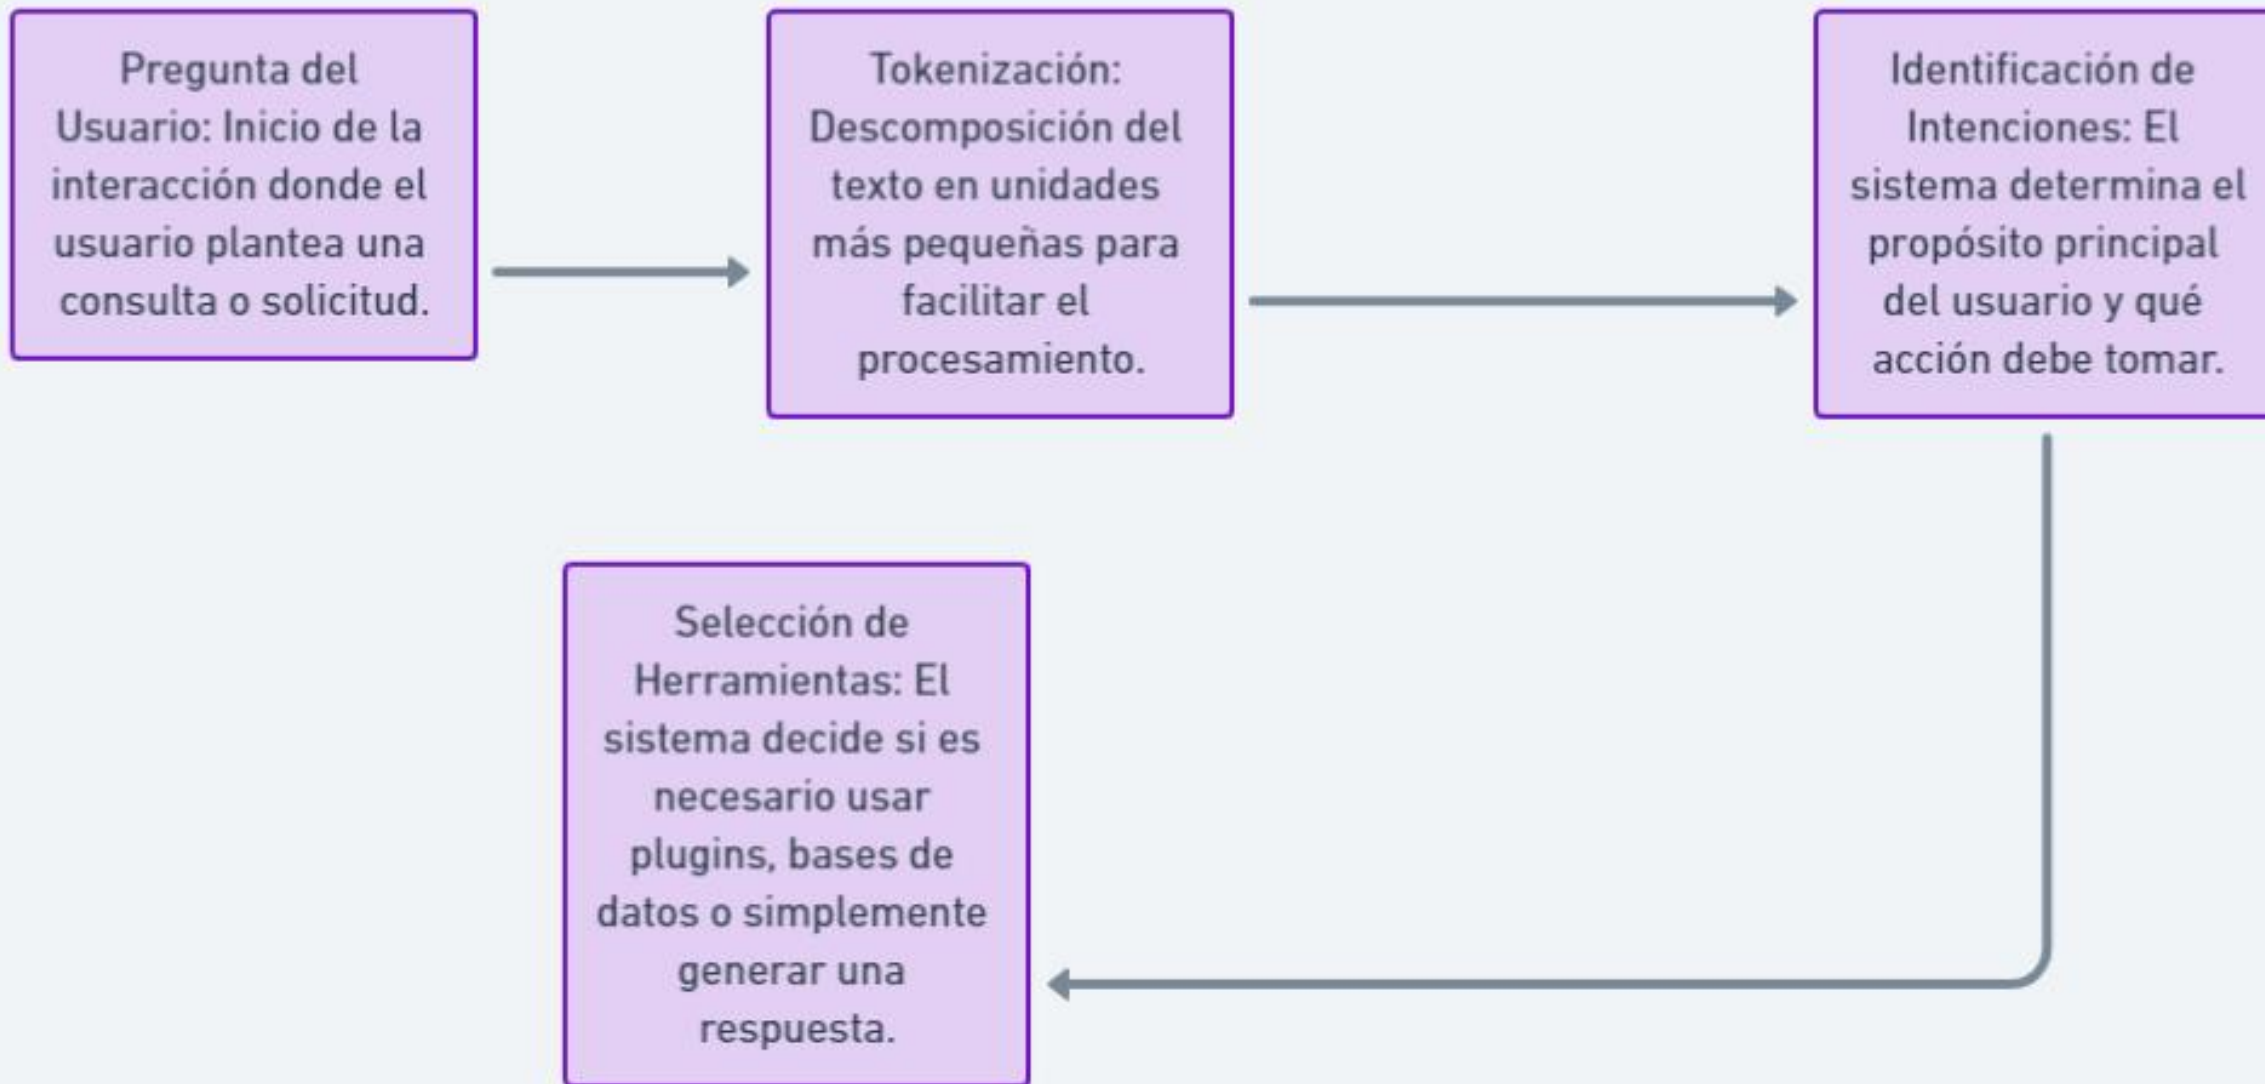 Pregunta del
Usuario: Inicio de la
interacción donde el
usuario plantea una
consulta o solicitud.
Tokenización:
Descomposición del
texto en unidades
más pequeñas para
facilitar el
procesamiento.
Identificación de
Intenciones: El
sistema determina el
propósito principal
del usuario y qué
acción debe tomar.
Selección de
Herramientas: El
sistema decide si es
necesario usar
plugins, bases de
datos o simplemente
generar una
respuesta.